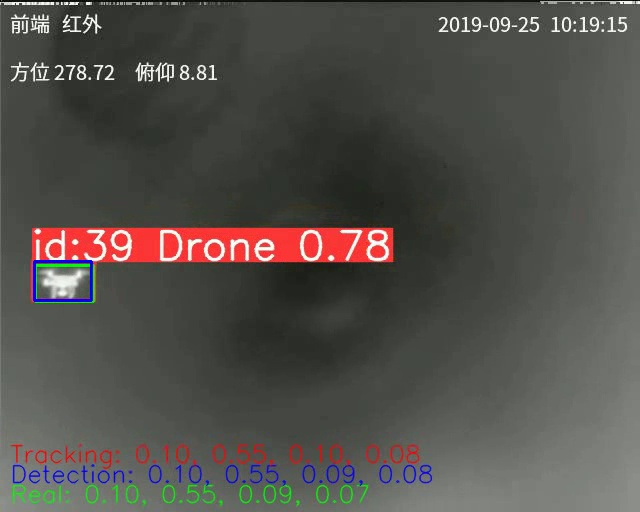 前端 红外 2019-09-25 10:19:15
方位 278.72 俯仰 8.81
id:39 Drone 0.78
Tracking: 0.10, 0.55, 0.10, 0.08
Detection: 0.10, 0.55, 0.09, 0.08
Real: 0.10, 0.55, 0.09, 0.07